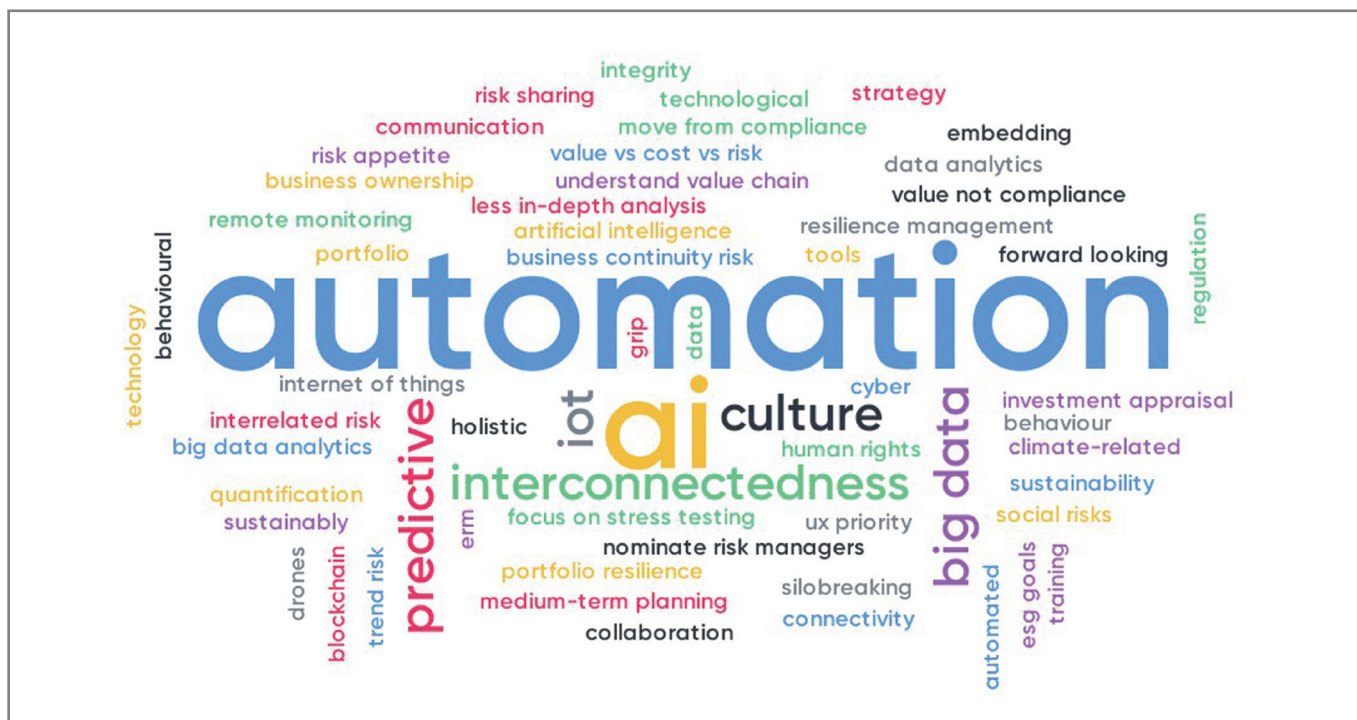 integrity
risk sharing
technological
strategy
communication
move from compliance
embedding
risk appetite
value vs cost vs risk
data analytics
business ownership
understand value chain
value not compliance
less in-depth analysis
remote monitoring
artificial intelligence
resilience management
portfolio
business continuity risk
tools
forward looking
regulation
behavioural
technology
automation
grip
data
internet of things
cyber
iot
ai
culture
big data
investment appraisal
interrelated risk
predictive
holistic
behaviour
big data analytics
human rights
climate-related
interconnectedness
sustainability
quantification
sustainably
erm
focus on stress testing
ux priority
social risks
nominate risk managers
drones
blockchain
trend risk
portfolio resilience
silobreaking
medium-term planning
connectivity
collaboration
automated
esg goals
training